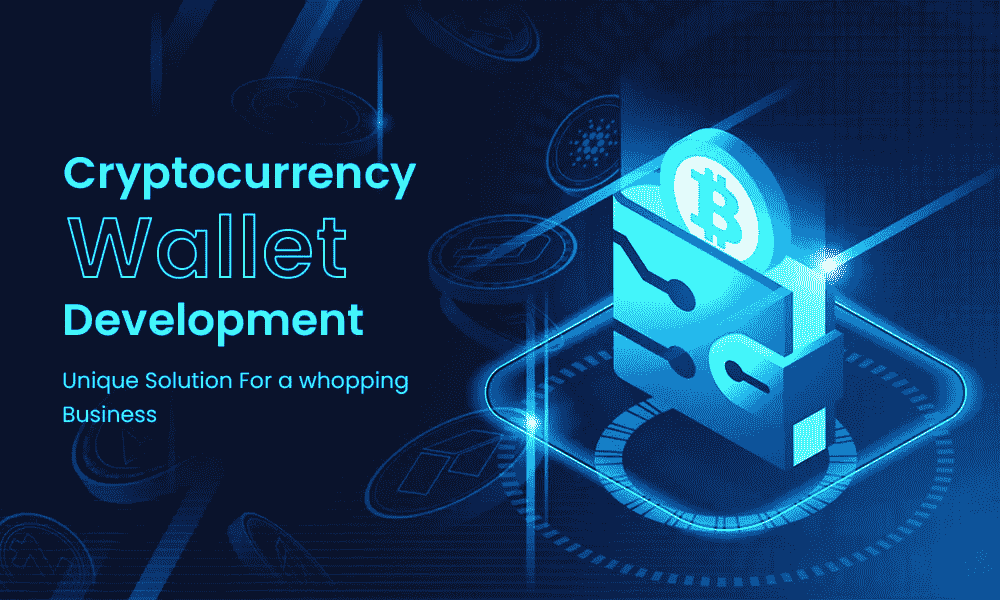 Cryptocurrency
Wallet
Development
Unique Solution For a whopping
Business